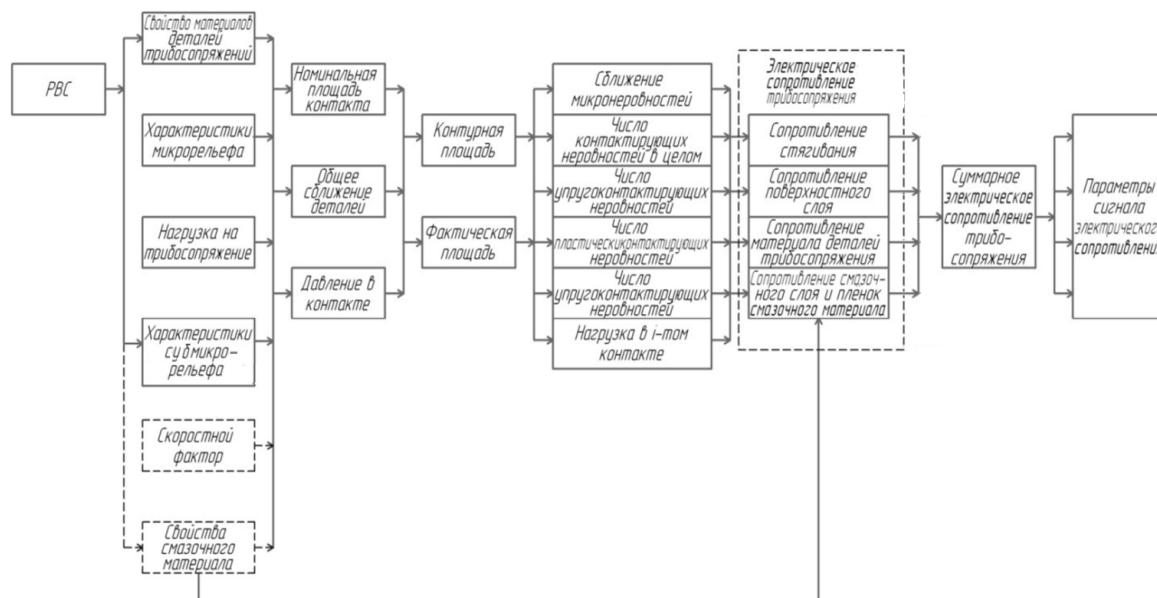 РВС
Свойство материалов
деталей
трибосопряжений
Характеристики
микрорельефа
Нагрузка на
трибосопряжение
Характеристики
субмикро-
рельефа
Скоростной
фактор
Свойства
смазочного
материала
Номинальная
площадь
контакта
Общее
сближение
деталей
Давление в
контакте
Контурная
площадь
Фактическая
площадь
Сближение
микронеровностей
Число
контактирующих
неровностей в целом
Число
упругоконтактирующих
неровностей
Число
пластическиконтактирующих
неровностей
Число
упругоконтактирующих
неровностей
Нагрузка в i-том
контакте
Электрическое
сопротивление
трибосопряжения
Сопротивление
стягивания
Сопротивление
поверхностного
слоя
Сопротивление
материала деталей
трибосопряжения
Сопротивление смазоч-
ного слоя и пленок
смазочного материала
Суммарное
электрическое
сопротивление
трибо-
сопряжения
Параметры
сигнала
электрического
сопротивления